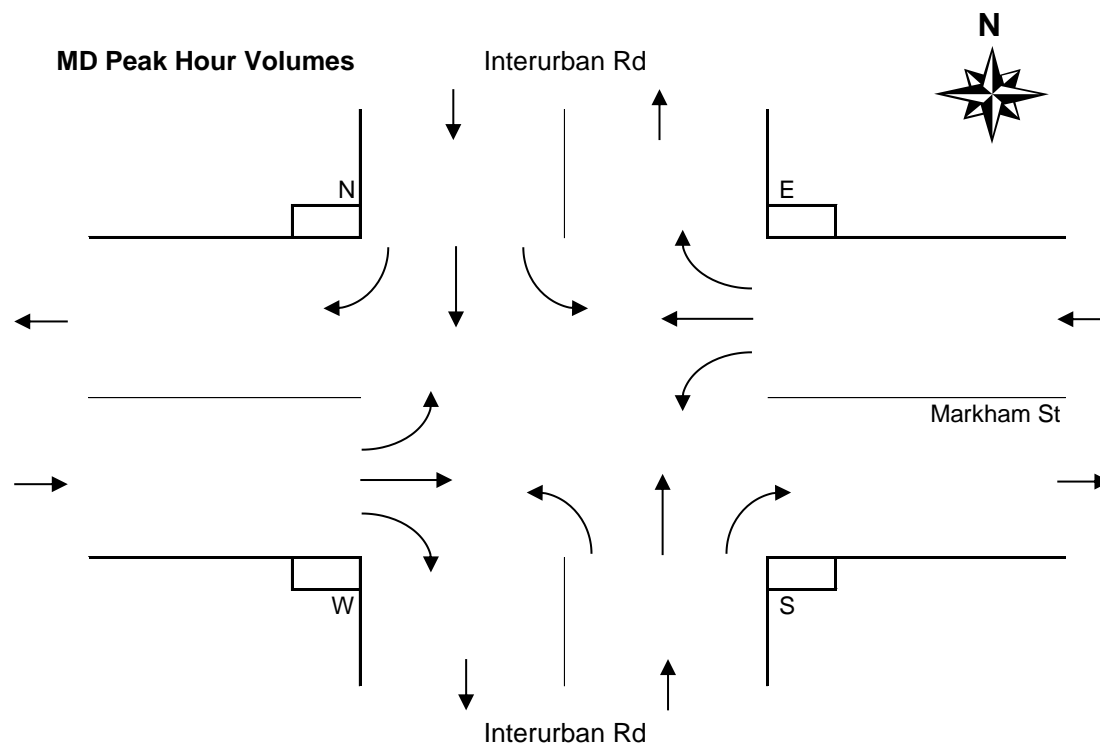 N
MD Peak Hour Volumes
Interurban Rd
N
E
Markham St
W
S
Interurban Rd